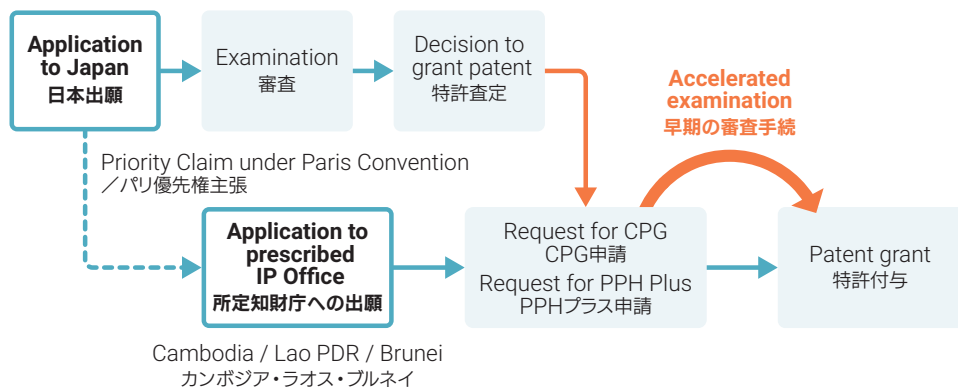 Application
to Japan
日本出願
Examination
審査
Decision to
grant patent
特許査定
Accelerated
examination
早期の審査手続
Priority Claim under Paris Convention
／パリ優先権主張
Application to
prescribed
IP Office
所定知財庁への出願
Request for CPG
CPG申請
Request for PPH Plus
PPHプラス申請
Patent grant
特許付与
Cambodia / Lao PDR / Brunei
カンボジア・ラオス・ブルネイ